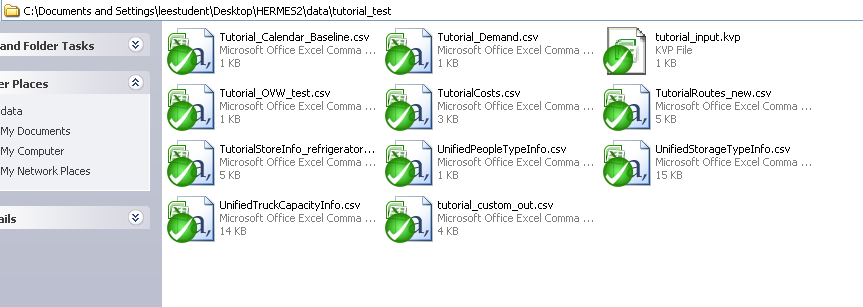 C:\Documents and Settings\leestudent\Desktop\HERMES2\data\tutorial_test
and Folder Tasks
er Places
data
My Documents
My Computer
My Network Places
ails
Tutorial_Calendar_Baseline.csv
Microsoft Office Excel Comma ...
1 KB
Tutorial_Demand.csv
Microsoft Office Excel Comma ...
1 KB
tutorial_input.kvp
KVP File
1 KB
Tutorial_OVW_test.csv
Microsoft Office Excel Comma ...
1 KB
TutorialCosts.csv
Microsoft Office Excel Comma ...
3 KB
TutorialRoutes_new.csv
Microsoft Office Excel Comma ...
5 KB
TutorialStoreInfo_refrigerator...
Microsoft Office Excel Comma ...
5 KB
UnifiedPeopleTypeInfo.csv
Microsoft Office Excel Comma ...
1 KB
UnifiedStorageTypeInfo.csv
Microsoft Office Excel Comma ...
15 KB
UnifiedTruckCapacityInfo.csv
Microsoft Office Excel Comma ...
14 KB
tutorial_custom_out.csv
Microsoft Office Excel Comma ...
4 KB